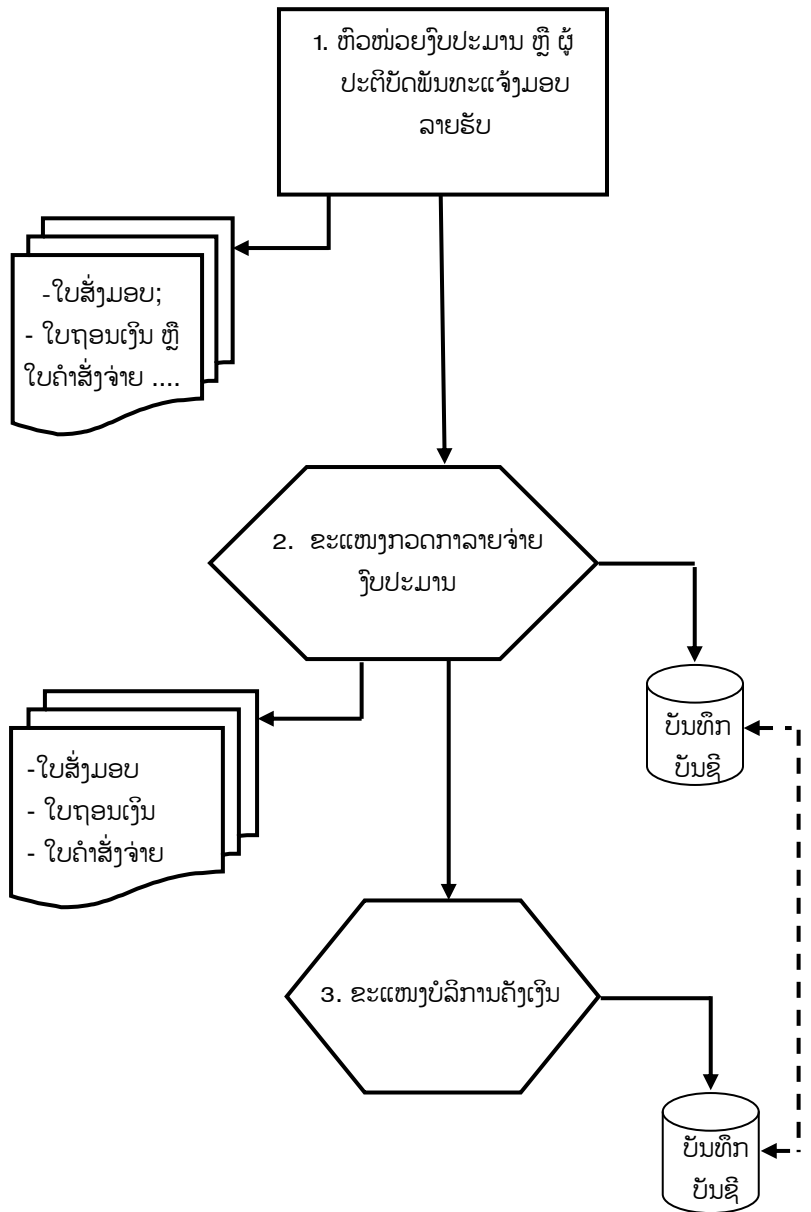 1. ຫົວໜ່ວຍງົບປະມານ ຫຼື ຜູ້
ປະຕິບັດພັນທະແຈ້ງມອບ
ລາຍຮັບ
-ໃບສັ່ງມອບ;
- ໃບຖອນເງິນ ຫຼື
ໃບຄຳສັ່ງຈ່າຍ ....
2. ຂະແໜງກວດກາລາຍຈ່າຍ
ງົບປະມານ
ບັນທຶກ
ບັນຊີ
-ໃບສັ່ງມອບ
- ໃບຖອນເງິນ
- ໃບຄຳສັ່ງຈ່າຍ
3. ຂະແໜງບໍລິການຄັງເງິນ
ບັນທຶກ
ບັນຊີ